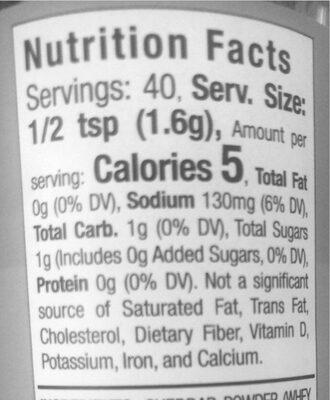 Nutrition Facts
Servings: 40, Serv. Size:
1/2 tsp (1.6g), Amount per
serving: Calories 5, Total Fat
0g (0% DV), Sodium 130mg (6% DV),
Total Carb. 1g (0% DV), Total Sugars
1g (Includes 0g Added Sugars, 0% DV),
Protein 0g (0% DV). Not a significant
source of Saturated Fat, Trans Fat,
Cholesterol, Dietary Fiber, Vitamin D,
Potassium, Iron, and Calcium.
POWDER (WHEY